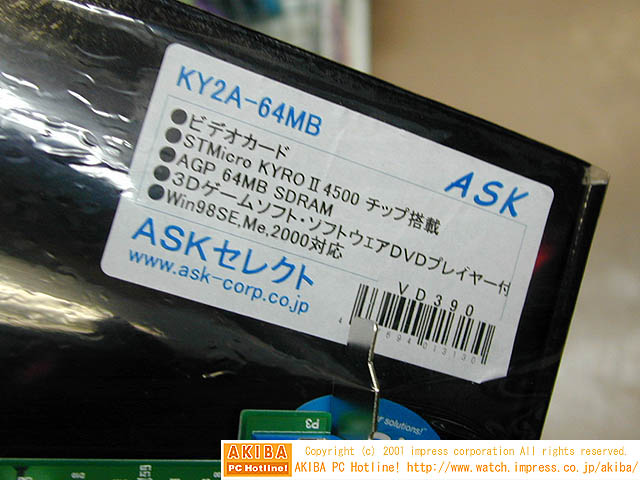 KY2A-64MB
●ビデオカード
●STMicro KYRO Ⅱ 4500 チップ搭載
●AGP 64MB SDRAM
●3Dゲームソフト・ソフトウェアDVDプレイヤー付
●Win98SE,Me,2000対応
ASK
ASKセレクト
www.ask-corp.co.jp
VD390
solutions!
P3
AKIBA
PC Hotline!
Copyright (c) 2001 impress corporation All rights reserved.
AKIBA PC Hotline! http://www.watch.impress.co.jp/akiba/